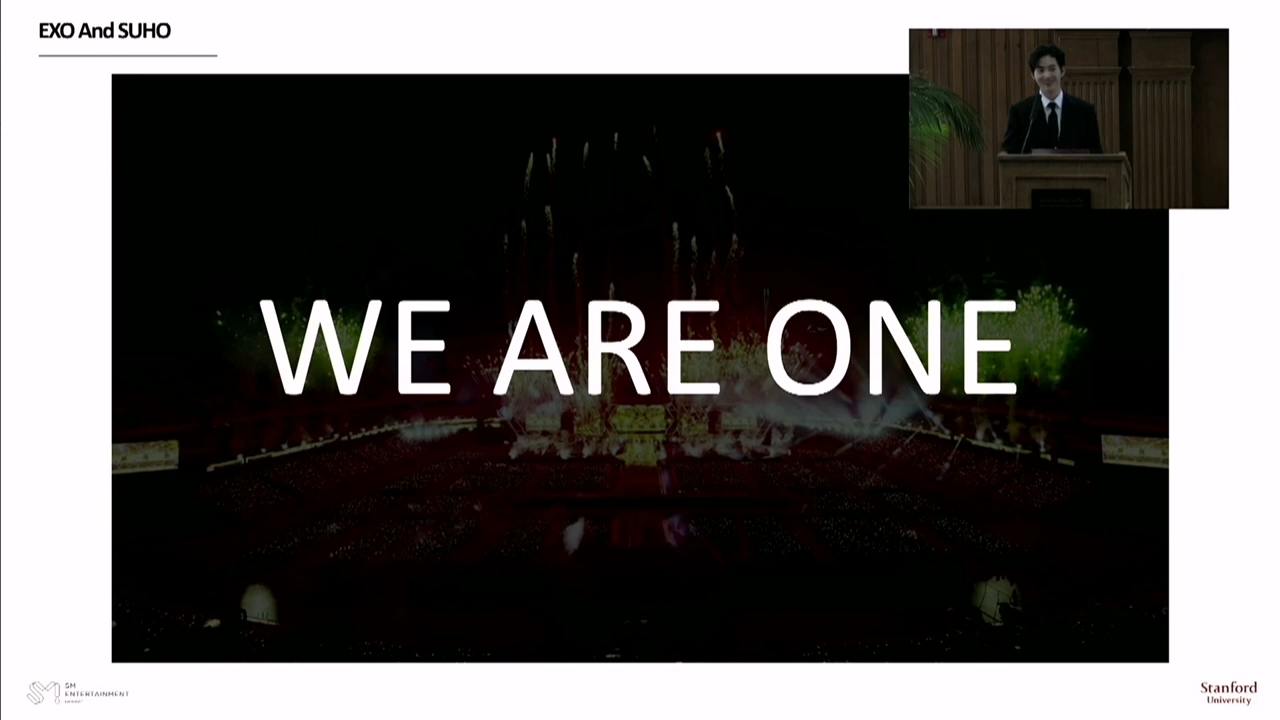 EXO And SUHO
WE ARE ONE
SM
ENTERTAINMENT
Stanford
University